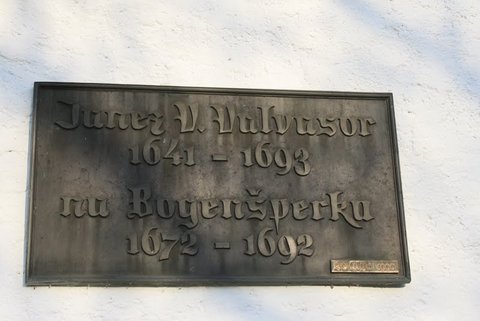 Janez V. Valvasor
1641 - 1693
na Bogenšperku
1672 - 1692